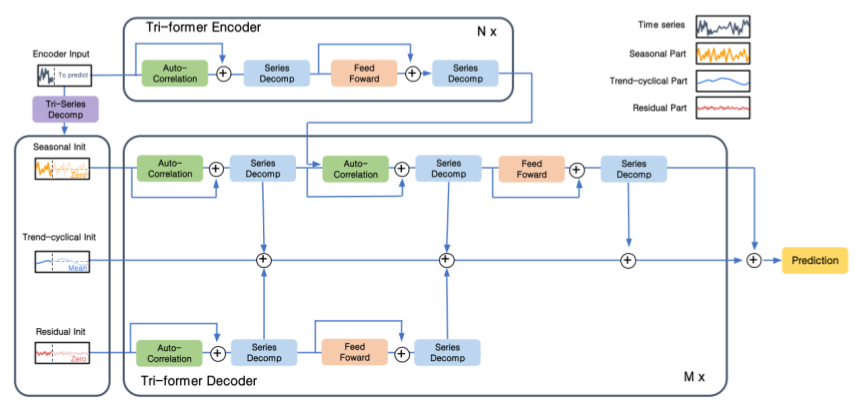 Tri-former Encoder
N x
Time series
Seasonal Part
Trend-cyclical Part
Residual Part
Encoder Input
To predict
Auto-
Correlation
Series
Decomp
Feed
Foward
Series
Decomp
Tri-Series
Decomp
Seasonal Init
Zero
Auto-
Correlation
Series
Decomp
Auto-
Correlation
Series
Decomp
Feed
Foward
Series
Decomp
Trend-cyclical Init
Mean
Prediction
Residual Init
Zero
Auto-
Correlation
Series
Decomp
Feed
Foward
Series
Decomp
Tri-former Decoder
M x